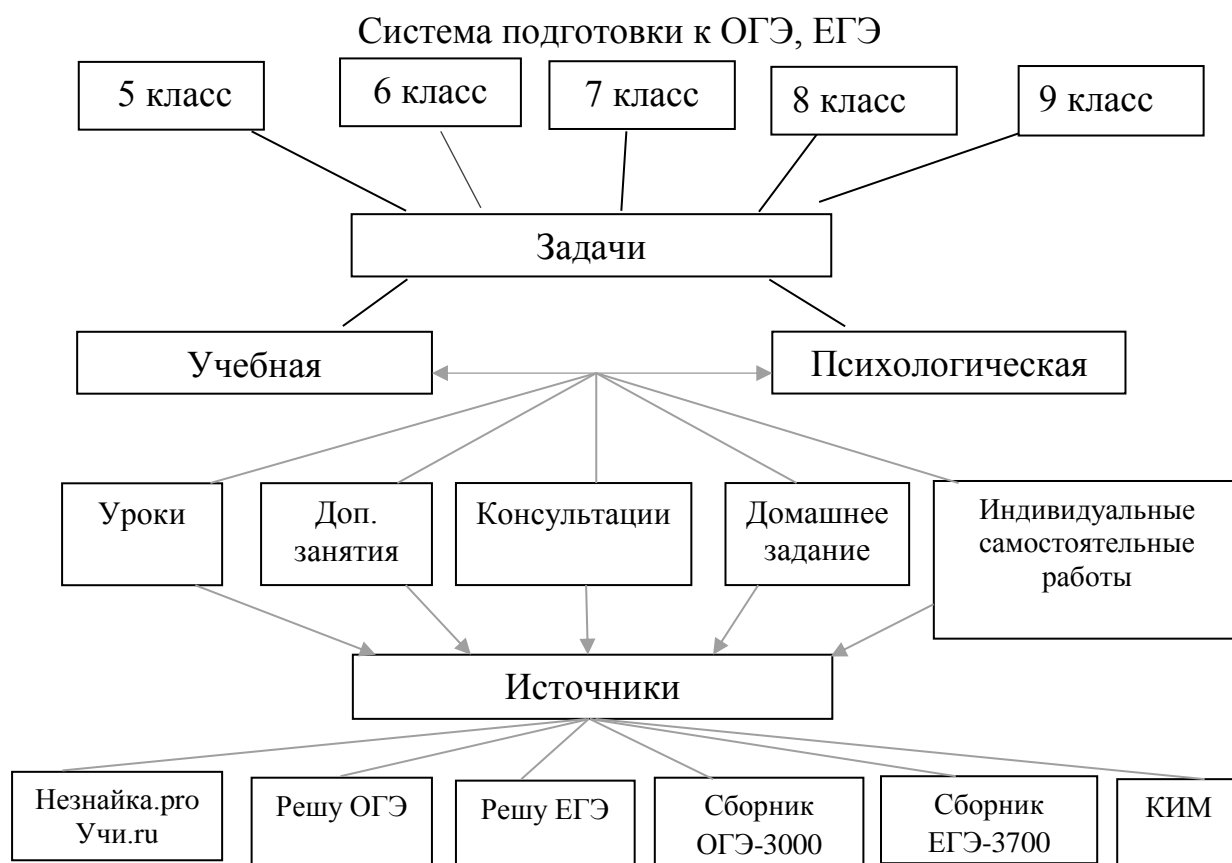 Система подготовки к ОГЭ, ЕГЭ
5 класс
6 класс
7 класс
8 класс
9 класс
Задачи
Учебная
Психологическая
Уроки
Доп.
занятия
Консультации
Домашнее
задание
Индивидуальные
самостоятельные
работы
Источники
Незнайка.pro
Учи.ru
Решу ОГЭ
Решу ЕГЭ
Сборник
ОГЭ-3000
Сборник
ЕГЭ-3700
КИМ